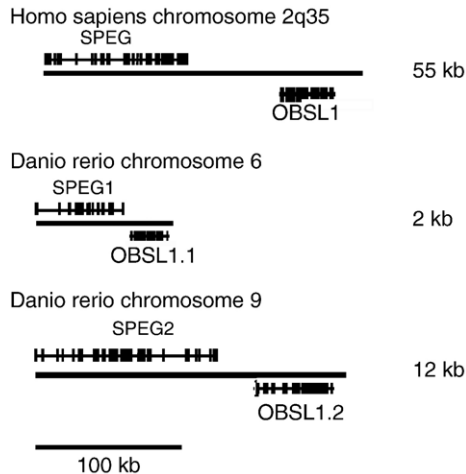 Homo sapiens chromosome 2q35
SPEG
55 kb
OBSL1
Danio rerio chromosome 6
SPEG1
2 kb
OBSL1.1
Danio rerio chromosome 9
SPEG2
12 kb
OBSL1.2
100 kb